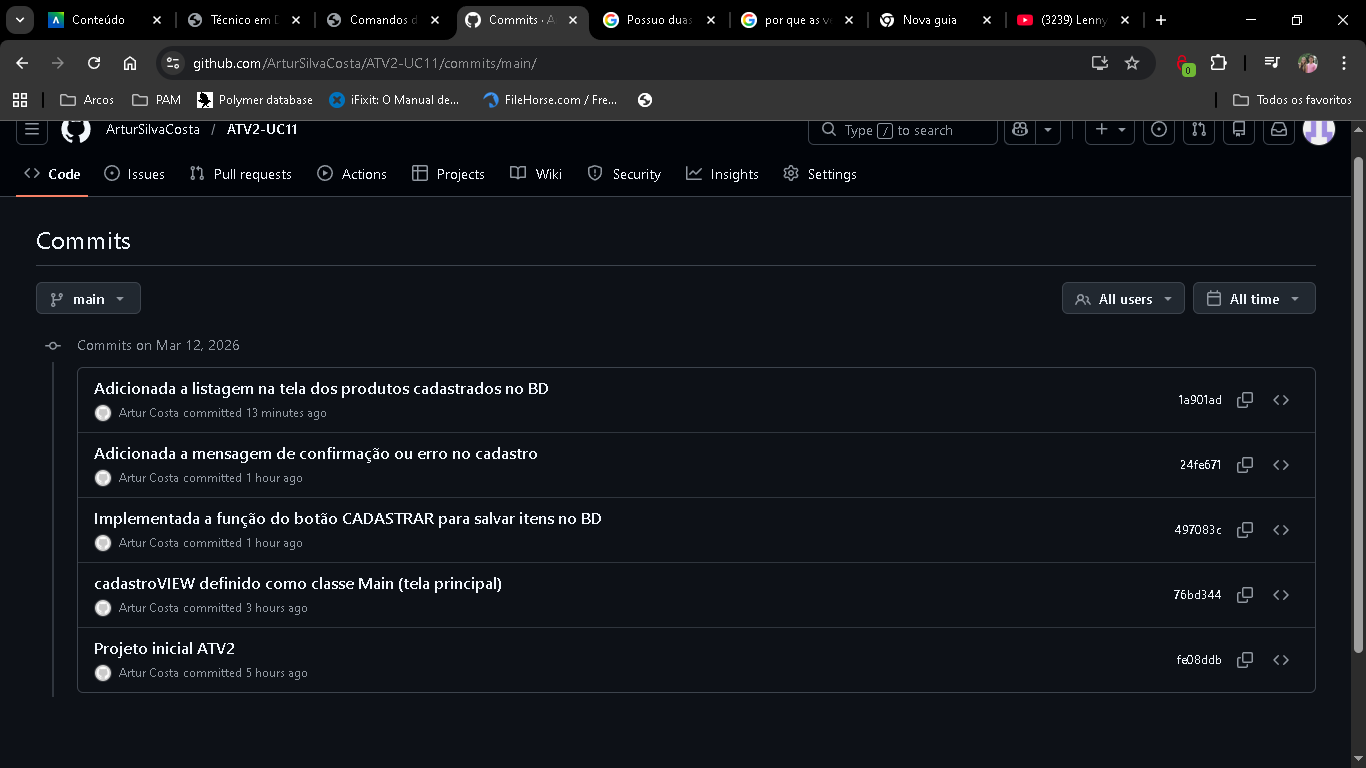 Conteúdo
Técnico em D
Comandos d
Commits · A
Possuo duas
por que as ve
Nova guia
(3239) Lenny
github.com/ArturSilvaCosta/ATV2-UC11/commits/main/
0
Arcos
PAM
Polymer database
iFixit: O Manual de...
FileHorse.com / Fre...
Todos os favoritos
ArturSilvaCosta / ATV2-UC11
Type / to search
Code
Issues
Pull requests
Actions
Projects
Wiki
Security
Insights
Settings
Commits
main
All users
All time
Commits on Mar 12, 2026
Adicionada a listagem na tela dos produtos cadastrados no BD
Artur Costa committed 13 minutes ago
1a901ad
Adicionada a mensagem de confirmação ou erro no cadastro
Artur Costa committed 1 hour ago
24fe671
Implementada a função do botão CADASTRAR para salvar itens no BD
Artur Costa committed 1 hour ago
497083c
cadastroVIEW definido como classe Main (tela principal)
Artur Costa committed 3 hours ago
76bd344
Projeto inicial ATV2
Artur Costa committed 5 hours ago
fe08ddb